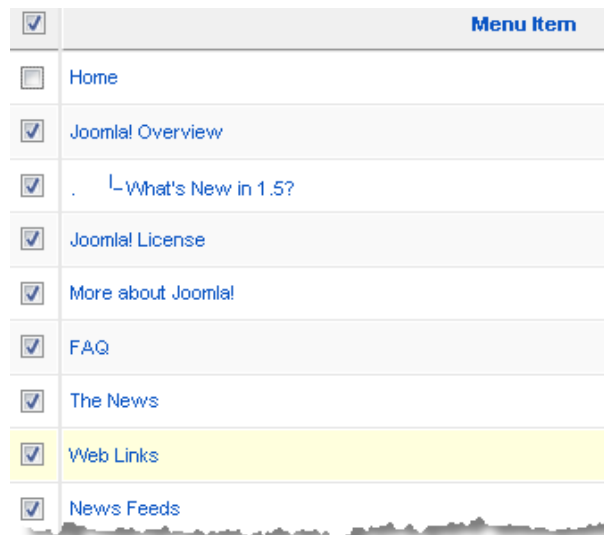 Menu Item
Home
Joomla! Overview
. |_ What's New in 1.5?
Joomla! License
More about Joomla!
FAQ
The News
Web Links
News Feeds